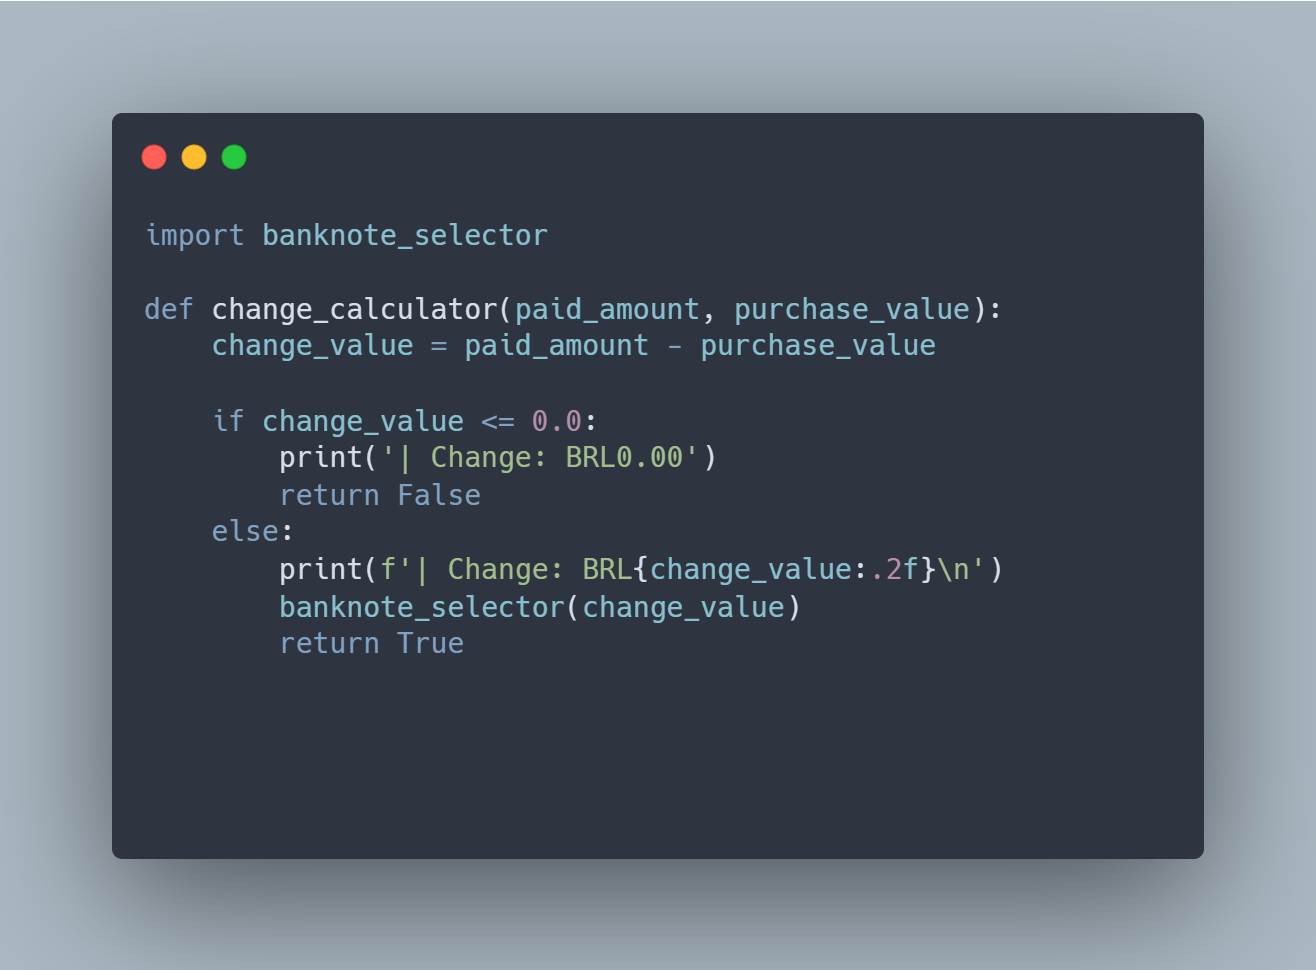 import banknote_selector

def change_calculator(paid_amount, purchase_value):
    change_value = paid_amount - purchase_value

    if change_value <= 0.0:
        print('| Change: BRL0.00')
        return False
    else:
        print(f'| Change: BRL{change_value:.2f}\n')
        banknote_selector(change_value)
        return True